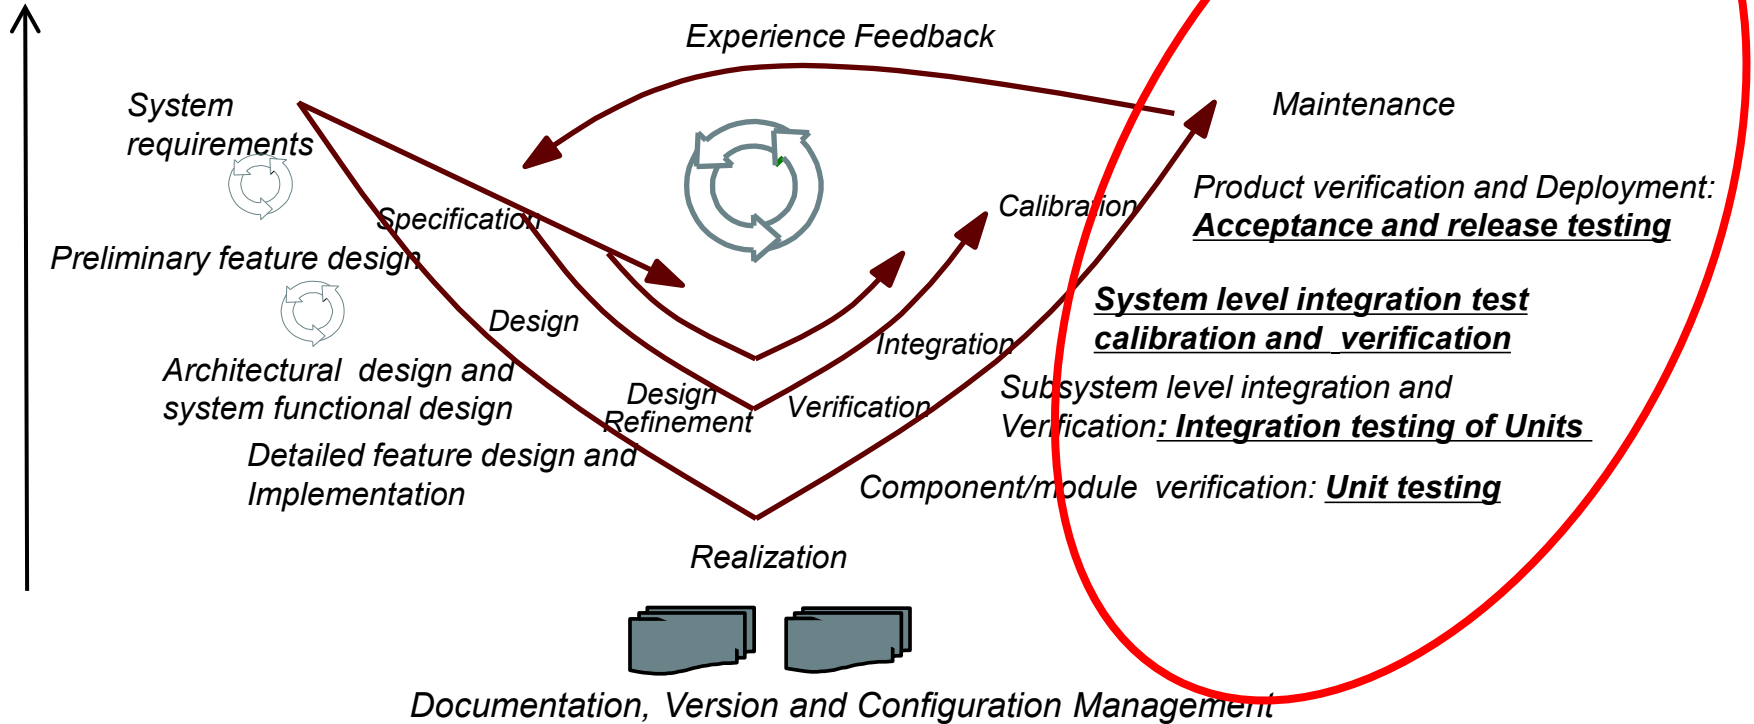 Experience Feedback
System
requirements
Maintenance
Product verification and Deployment:
Acceptance and release testing
Specification
Calibration
Preliminary feature design
System level integration test
calibration and  verification
Design
Integration
Architectural  design and
system functional design
Design
Refinement
Verification
Subsystem level integration and
Verification: Integration testing of Units
Detailed feature design and
Implementation
Component/module  verification: Unit testing
Realization
Documentation, Version and Configuration Management